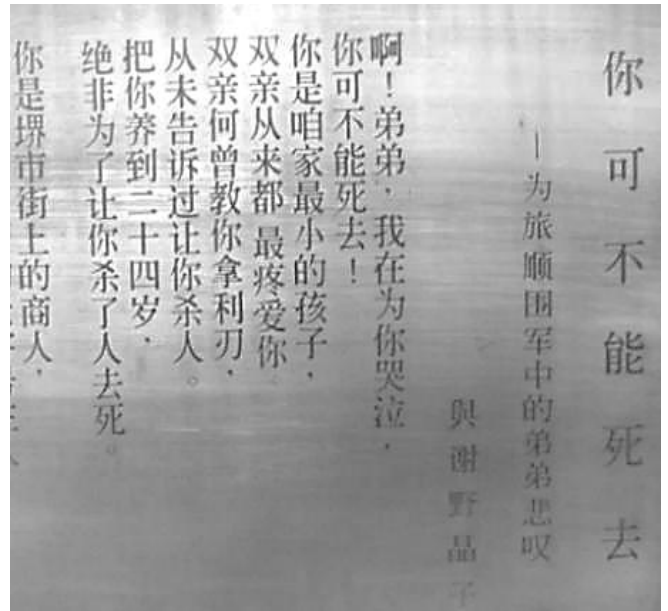 你可不能死去
—为旅顺围军中的弟弟悲叹
與谢野晶子
啊！弟弟，我在为你哭泣，
你可不能死去！
你是咱家最小的孩子，
双亲从来都最疼爱你
双亲何曾教你拿利刃，
从未告诉过让你杀人。
把你养到二十四岁，
绝非为了让你杀了人去死。
你是堺市街上的商人，